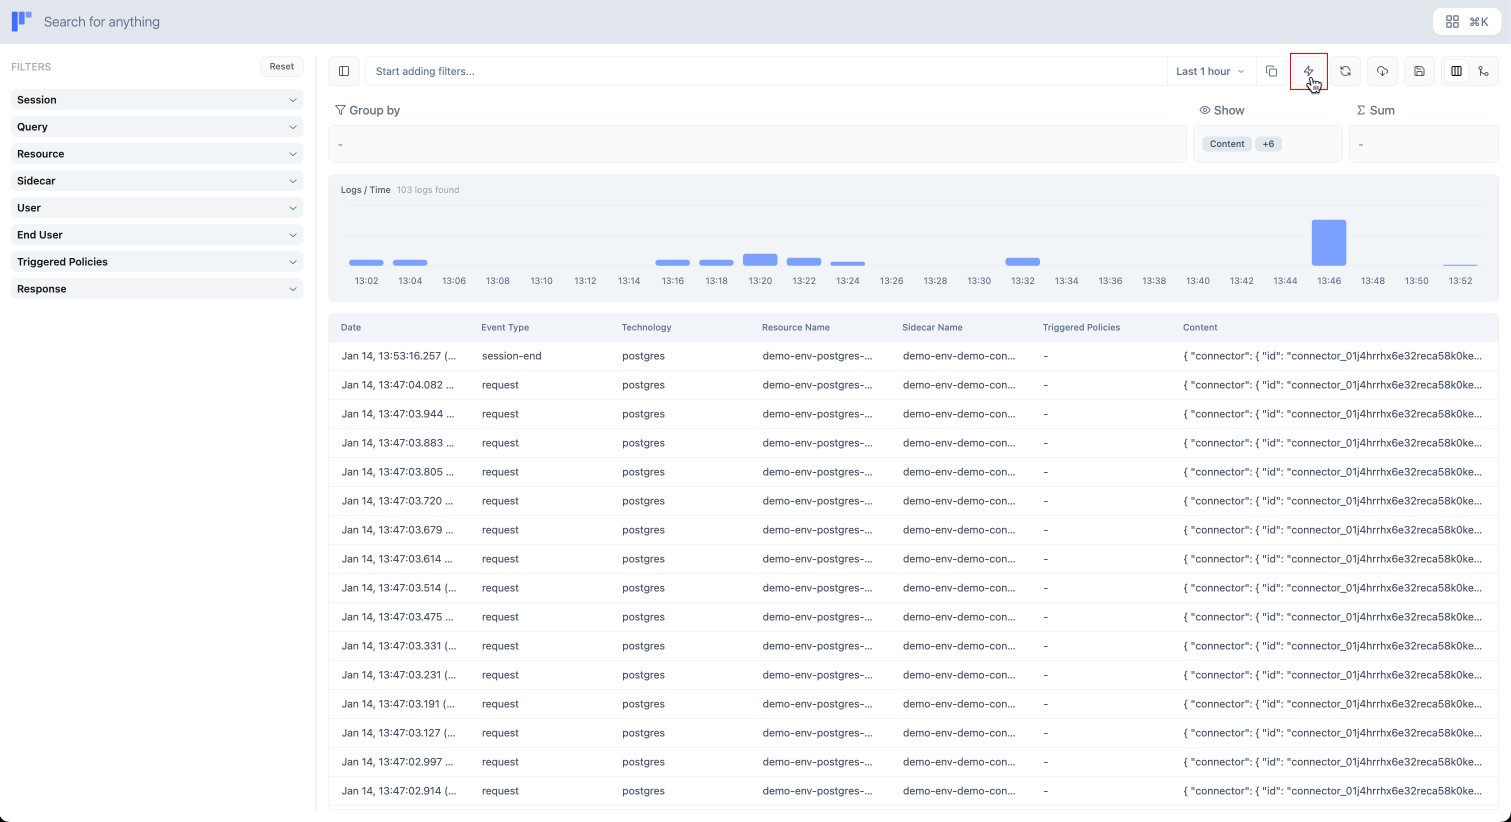 Search for anything
⌘K
FILTERS
Reset
Session
Query
Resource
Sidecar
User
End User
Triggered Policies
Response
Start adding filters...
Last 1 hour
Group by
-
Show
Content +6
Sum
-
Logs / Time 103 logs found
13:02 13:04 13:06 13:08 13:10 13:12 13:14 13:16 13:18 13:20 13:22 13:24 13:26 13:28 13:30 13:32 13:34 13:36 13:38 13:40 13:42 13:44 13:46 13:48 13:50 13:52
Date Event Type Technology Resource Name Sidecar Name Triggered Policies Content
Jan 14, 13:53:16.257 (... session-end postgres demo-env-postgres-... demo-env-demo-con... - { "connector": { "id": "connector_01j4hrrhx6e32reca58k0ke...
Jan 14, 13:47:04.082 ... request postgres demo-env-postgres-... demo-env-demo-con... - { "connector": { "id": "connector_01j4hrrhx6e32reca58k0ke...
Jan 14, 13:47:03.944 ... request postgres demo-env-postgres-... demo-env-demo-con... - { "connector": { "id": "connector_01j4hrrhx6e32reca58k0ke...
Jan 14, 13:47:03.883 ... request postgres demo-env-postgres-... demo-env-demo-con... - { "connector": { "id": "connector_01j4hrrhx6e32reca58k0ke...
Jan 14, 13:47:03.805 ... request postgres demo-env-postgres-... demo-env-demo-con... - { "connector": { "id": "connector_01j4hrrhx6e32reca58k0ke...
Jan 14, 13:47:03.720 ... request postgres demo-env-postgres-... demo-env-demo-con... - { "connector": { "id": "connector_01j4hrrhx6e32reca58k0ke...
Jan 14, 13:47:03.679 ... request postgres demo-env-postgres-... demo-env-demo-con... - { "connector": { "id": "connector_01j4hrrhx6e32reca58k0ke...
Jan 14, 13:47:03.614 ... request postgres demo-env-postgres-... demo-env-demo-con... - { "connector": { "id": "connector_01j4hrrhx6e32reca58k0ke...
Jan 14, 13:47:03.514 (... request postgres demo-env-postgres-... demo-env-demo-con... - { "connector": { "id": "connector_01j4hrrhx6e32reca58k0ke...
Jan 14, 13:47:03.475 ... request postgres demo-env-postgres-... demo-env-demo-con... - { "connector": { "id": "connector_01j4hrrhx6e32reca58k0ke...
Jan 14, 13:47:03.331 (... request postgres demo-env-postgres-... demo-env-demo-con... - { "connector": { "id": "connector_01j4hrrhx6e32reca58k0ke...
Jan 14, 13:47:03.231 (... request postgres demo-env-postgres-... demo-env-demo-con... - { "connector": { "id": "connector_01j4hrrhx6e32reca58k0ke...
Jan 14, 13:47:03.191 (... request postgres demo-env-postgres-... demo-env-demo-con... - { "connector": { "id": "connector_01j4hrrhx6e32reca58k0ke...
Jan 14, 13:47:03.127 (... request postgres demo-env-postgres-... demo-env-demo-con... - { "connector": { "id": "connector_01j4hrrhx6e32reca58k0ke...
Jan 14, 13:47:02.997 ... request postgres demo-env-postgres-... demo-env-demo-con... - { "connector": { "id": "connector_01j4hrrhx6e32reca58k0ke...
Jan 14, 13:47:02.914 (... request postgres demo-env-postgres-... demo-env-demo-con... - { "connector": { "id": "connector_01j4hrrhx6e32reca58k0ke...